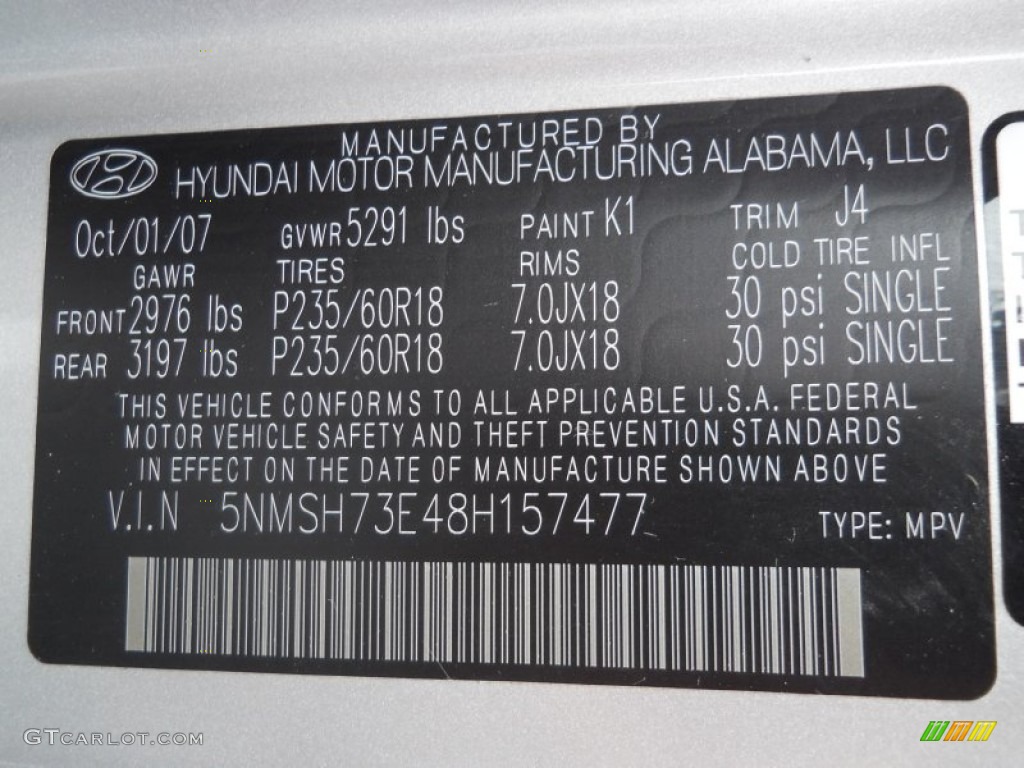 MANUFACTURED BY
HYUNDAI MOTOR MANUFACTURING ALABAMA, LLC
Oct/01/07 GVWR 5291 lbs PAINT K1 TRIM J4
GAWR TIRES RIMS COLD TIRE INFL
FRONT 2976 lbs P235/60R18 7.0JX18 30 psi SINGLE
REAR 3197 lbs P235/60R18 7.0JX18 30 psi SINGLE
THIS VEHICLE CONFORMS TO ALL APPLICABLE U.S.A. FEDERAL
MOTOR VEHICLE SAFETY AND THEFT PREVENTION STANDARDS
IN EFFECT ON THE DATE OF MANUFACTURE SHOWN ABOVE
V.I.N 5NMSH73E48H157477 TYPE: MPV
GTCARLOT.COM